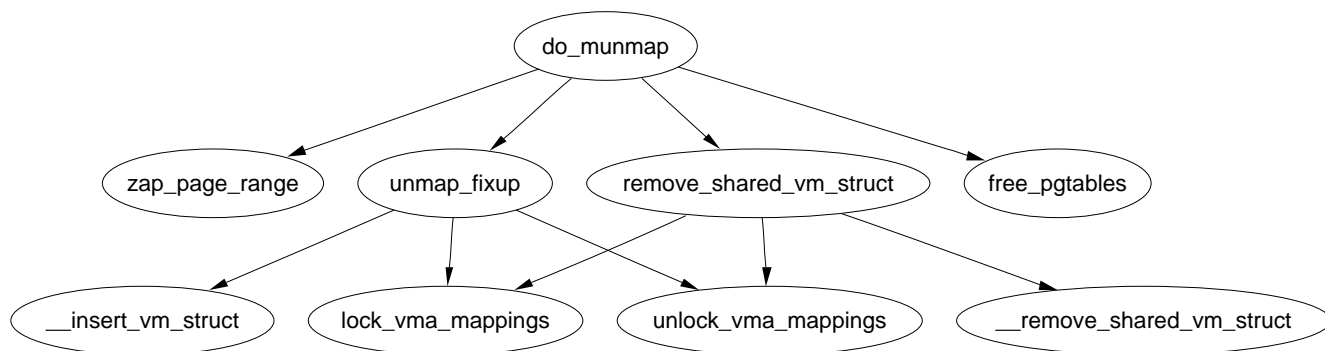 do_munmap
zap_page_range
unmap_fixup
remove_shared_vm_struct
free_pgtables
__insert_vm_struct
lock_vma_mappings
unlock_vma_mappings
__remove_shared_vm_struct